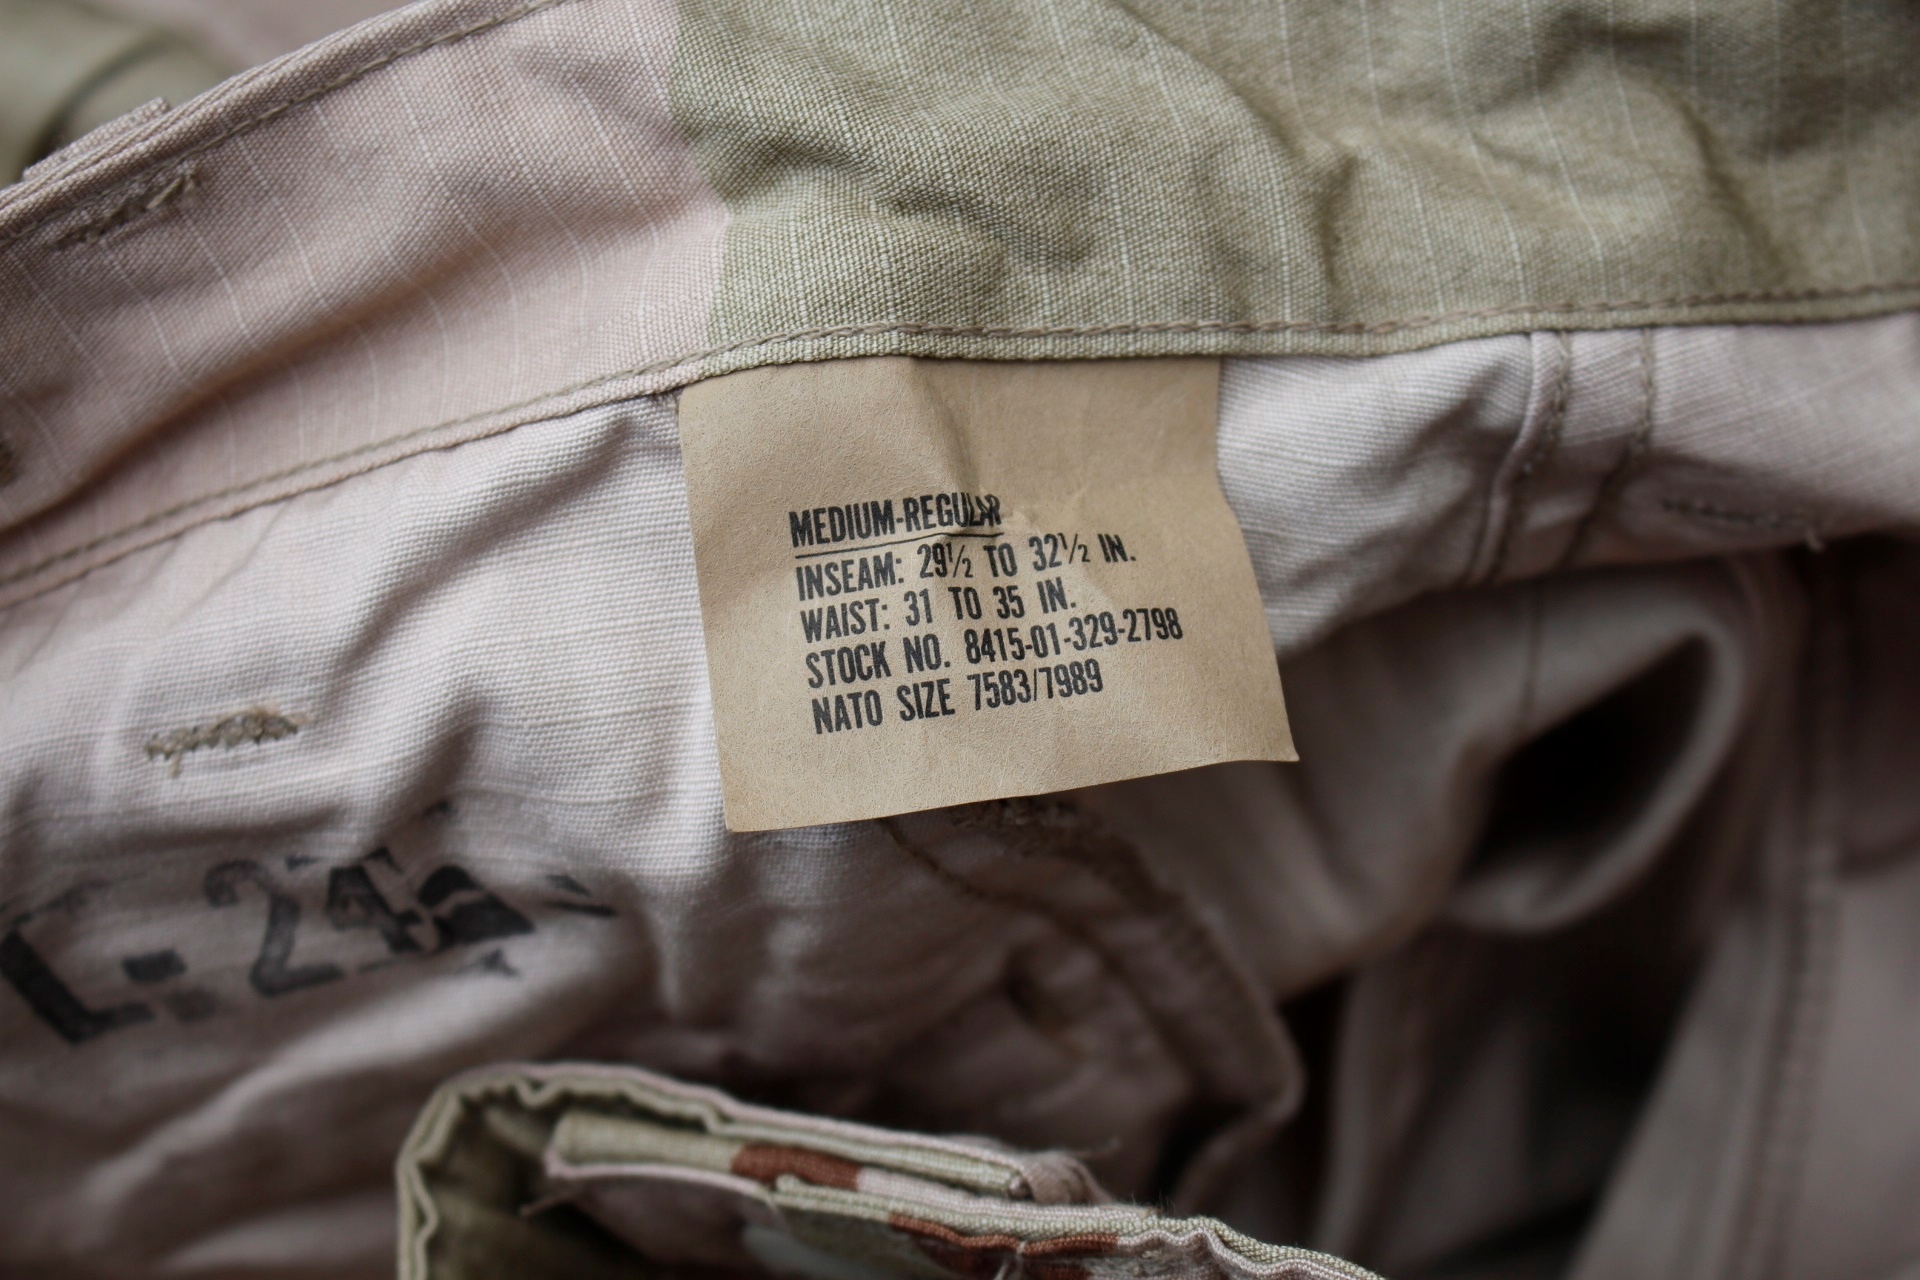 MEDIUM-REGULAR
INSEAM: 29½ TO 32½ IN.
WAIST: 31 TO 35 IN.
STOCK NO. 8415-01-329-2798
NATO SIZE 7583/7989